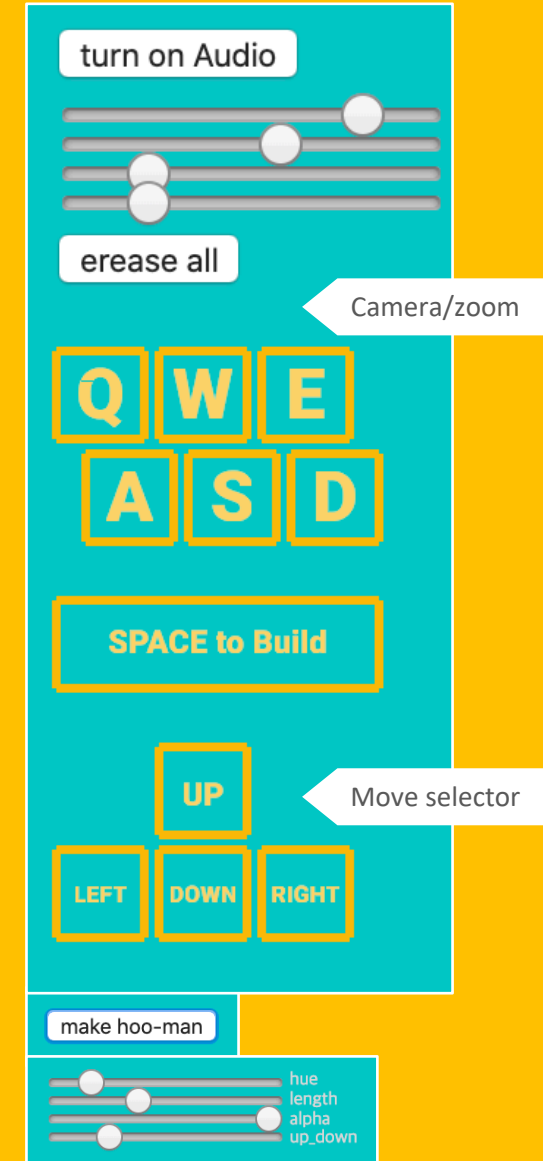 turn on Audio
erease all
Camera/zoom
Q W E
A S D
SPACE to Build
UP
Move selector
LEFT DOWN RIGHT
make hoo-man
hue
length
alpha
up_down